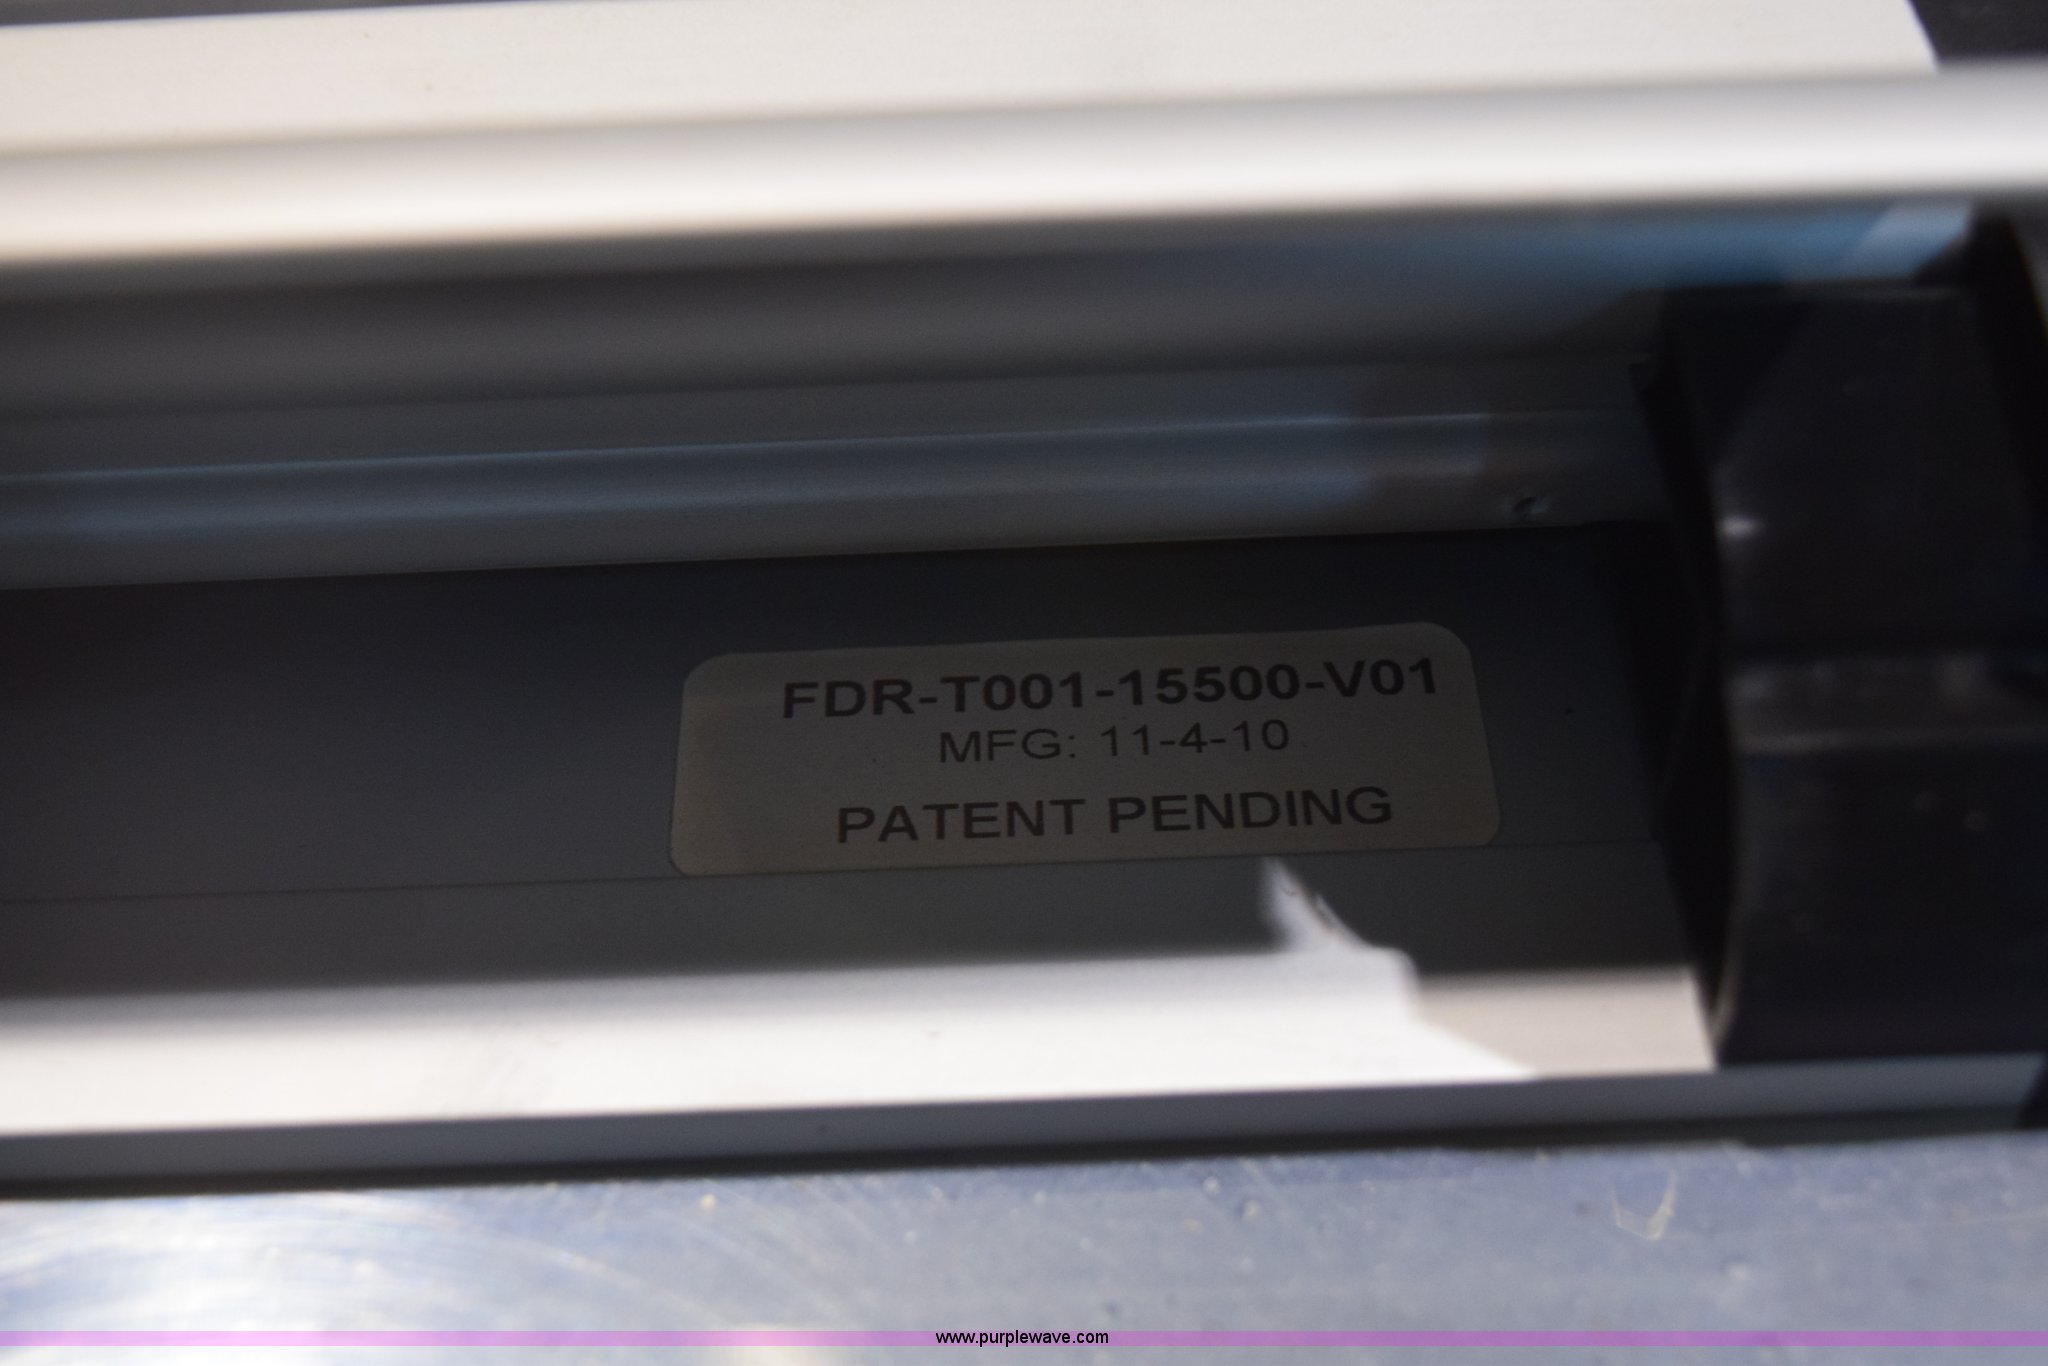 FDR-T001-15500-V01
MFG: 11-4-10
PATENT PENDING
www.purplewave.com